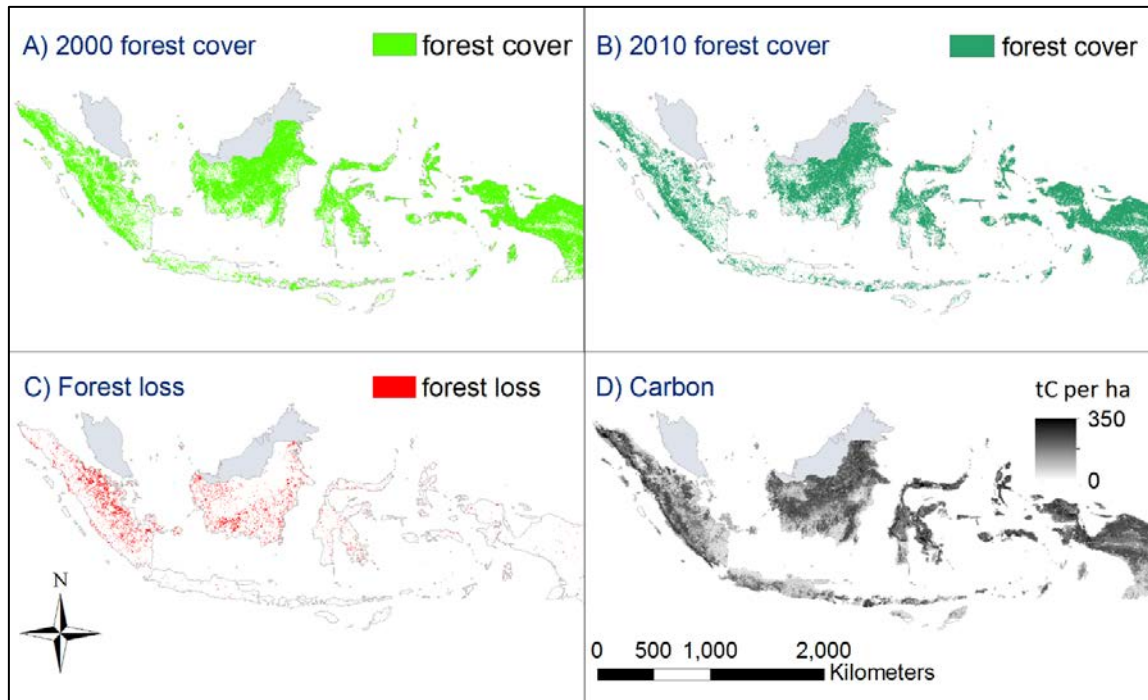 A) 2000 forest cover
forest cover
B) 2010 forest cover
forest cover
C) Forest loss
forest loss
D) Carbon
tC per ha
350
0
N
0 500 1,000 2,000
Kilometers